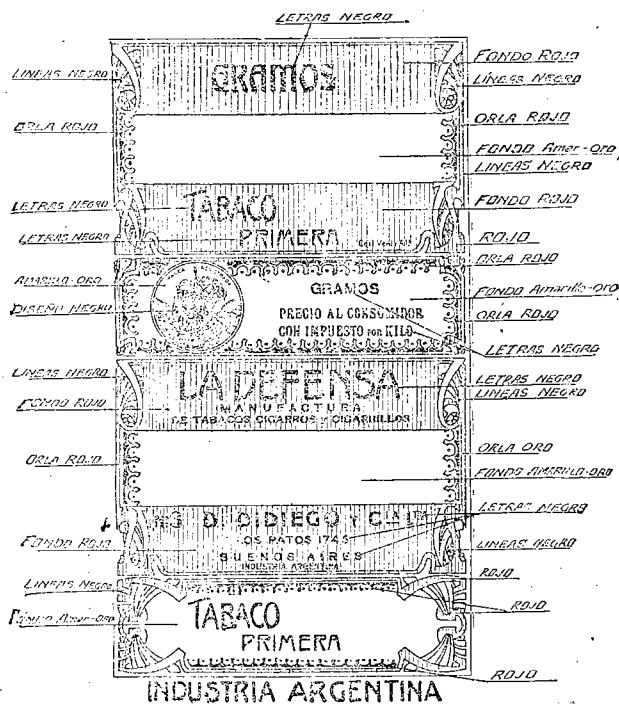 LETRAS NEGRO
FONDO ROJO
GRAMOS
LINEAS NEGRO
LINEAS NEGRO
ORLA ROJO
ORLA ROJO
FONDO Amar-Oro
LINEAS NEGRO
LETRAS NEGRO
TABACO
FONDO ROJO
LETRAS NEGRO
PRIMERA
ROJO
ORLA ROJO
AMARILLO-ORO
GRAMOS
FONDO Amarillo-oro
DISEÑO NEGRO
PRECIO AL CONSUMIDOR
ORLA ROJO
CON IMPUESTO POR KILO
LETRAS NEGRO
LINEAS NEGRO
LA DEFENSA
LETRAS NEGRO
LINEAS NEGRO
FONDO ROJO
MANUFACTURA
DE TABACOS CIGARROS Y CIGARRILLOS
ORLA ROJO
ORLA ORO
FONDO AMARILLO-ORO
LETRAS NEGRO
D. DIDIEGO Y CIA
LOS PATOS 1745
FONDO ROJO
BUENOS AIRES
LINEAS NEGRO
INDUSTRIA ARGENTINA
ROJO
LINEAS NEGRO
ROJO
Amar-Oro
TABACO
PRIMERA
ROJO
INDUSTRIA ARGENTINA